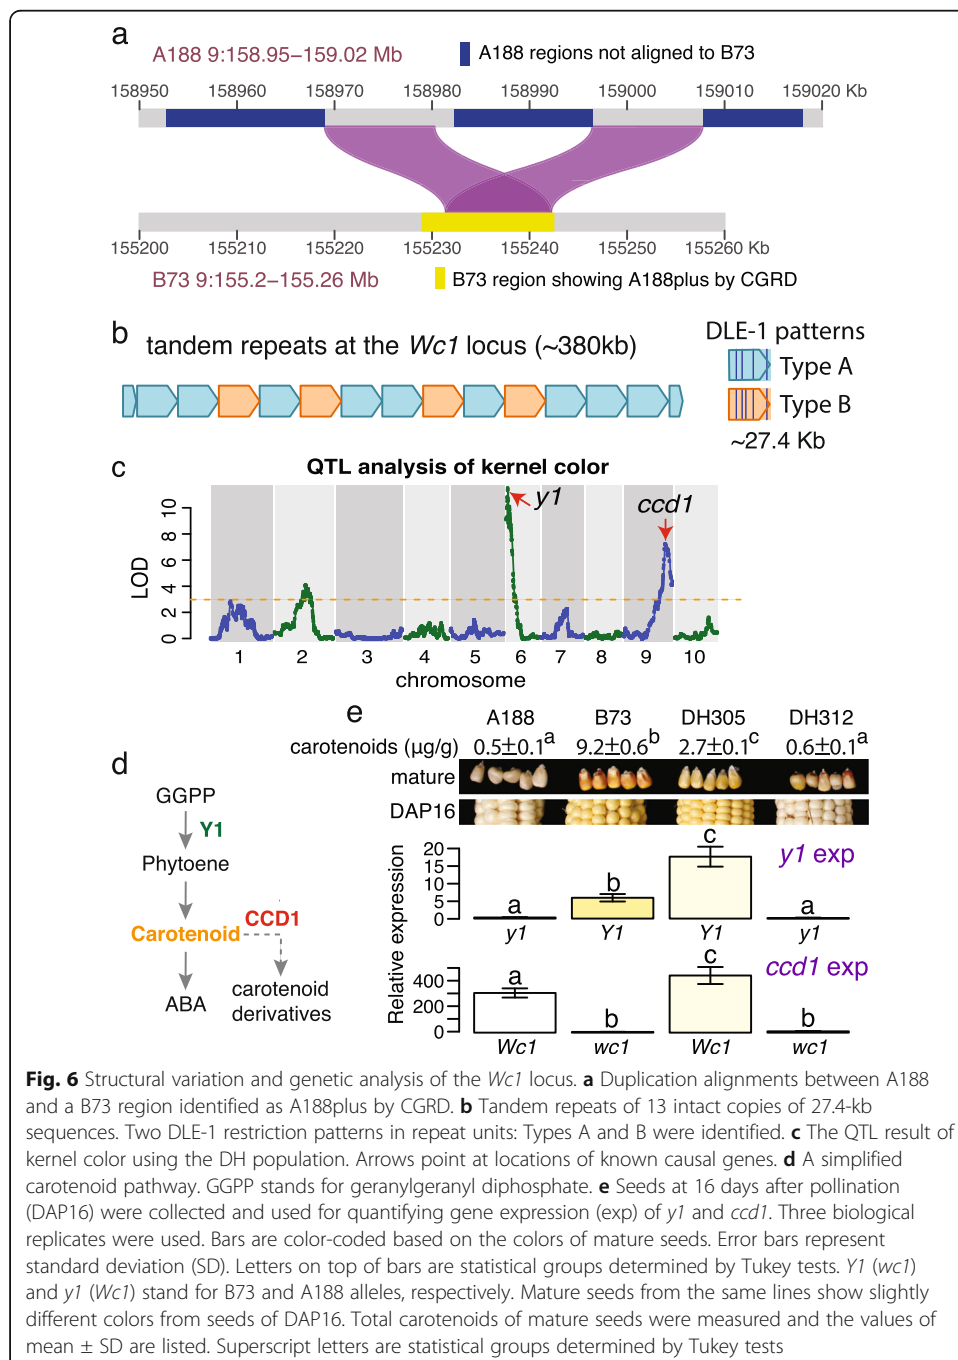 a
A188 9:158.95–159.02 Mb
A188 regions not aligned to B73
158950 158960 158970 158980 158990 159000 159010 159020 Kb
155200 155210 155220 155230 155240 155250 155260 Kb
B73 9:155.2–155.26 Mb
B73 region showing A188plus by CGRD
b
tandem repeats at the Wc1 locus (~380kb)
DLE-1 patterns
Type A
Type B
~27.4 Kb
c
QTL analysis of kernel color
y1
ccd1
LOD
10
8
6
4
2
0
1 2 3 4 5 6 7 8 9 10
chromosome
d
GGPP
Y1
Phytoene
Carotenoid
CCD1
ABA
carotenoid
derivatives
e
A188 B73 DH305 DH312
carotenoids (µg/g) 0.5±0.1a 9.2±0.6b 2.7±0.1c 0.6±0.1a
mature
DAP16
Relative expression
y1 exp
20
15
10
5
0
a b c a
y1 Y1 Y1 y1
ccd1 exp
400
200
0
a b c b
Wc1 wc1 Wc1 wc1
Fig. 6 Structural variation and genetic analysis of the Wc1 locus. a Duplication alignments between A188
and a B73 region identified as A188plus by CGRD. b Tandem repeats of 13 intact copies of 27.4-kb
sequences. Two DLE-1 restriction patterns in repeat units: Types A and B were identified. c The QTL result of
kernel color using the DH population. Arrows point at locations of known causal genes. d A simplified
carotenoid pathway. GGPP stands for geranylgeranyl diphosphate. e Seeds at 16 days after pollination
(DAP16) were collected and used for quantifying gene expression (exp) of y1 and ccd1. Three biological
replicates were used. Bars are color-coded based on the colors of mature seeds. Error bars represent
standard deviation (SD). Letters on top of bars are statistical groups determined by Tukey tests. Y1 (wc1)
and y1 (Wc1) stand for B73 and A188 alleles, respectively. Mature seeds from the same lines show slightly
different colors from seeds of DAP16. Total carotenoids of mature seeds were measured and the values of
mean ± SD are listed. Superscript letters are statistical groups determined by Tukey tests